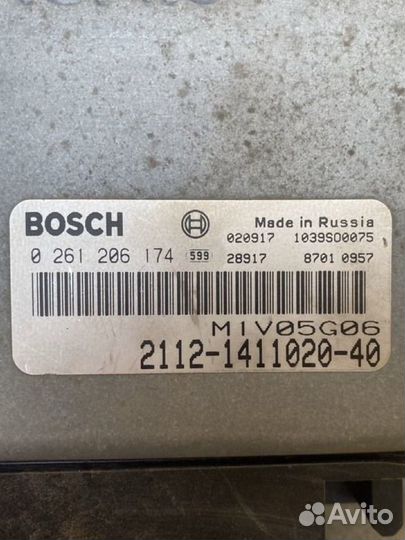 BOSCH Made in Russia
020917 1039S00075
0 261 206 174 599 28917 8701 0957
M1V05G06
2112-1411020-40
Avito